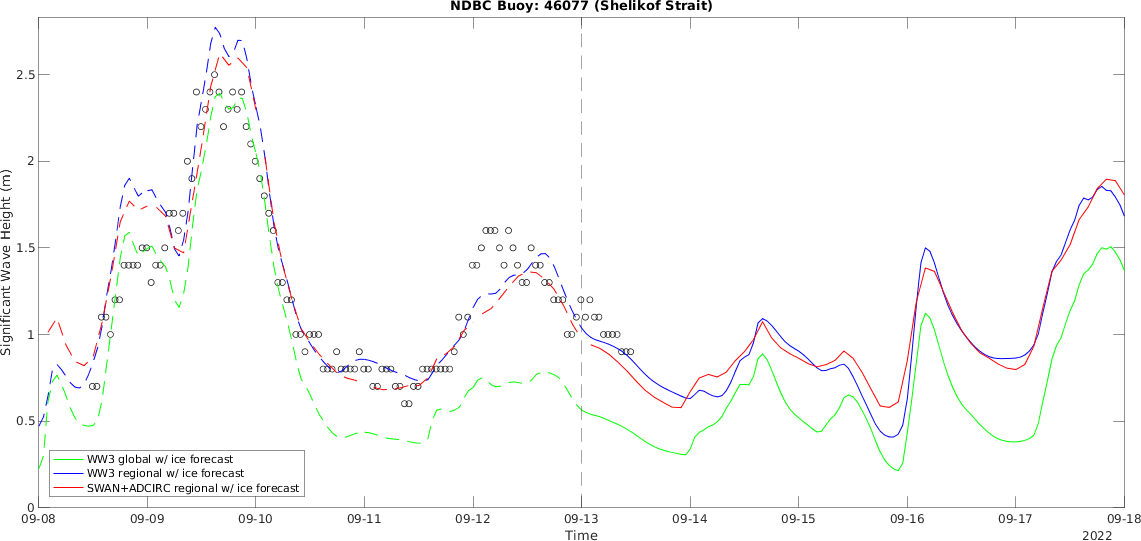 NDBC Buoy: 46077 (Shelikof Strait)
Significant Wave Height (m)
2.5
2
1.5
1
0.5
0
WW3 global w/ ice forecast
WW3 regional w/ ice forecast
SWAN+ADCIRC regional w/ ice forecast
09-08 09-09 09-10 09-11 09-12 09-13 09-14 09-15 09-16 09-17 09-18
Time
2022